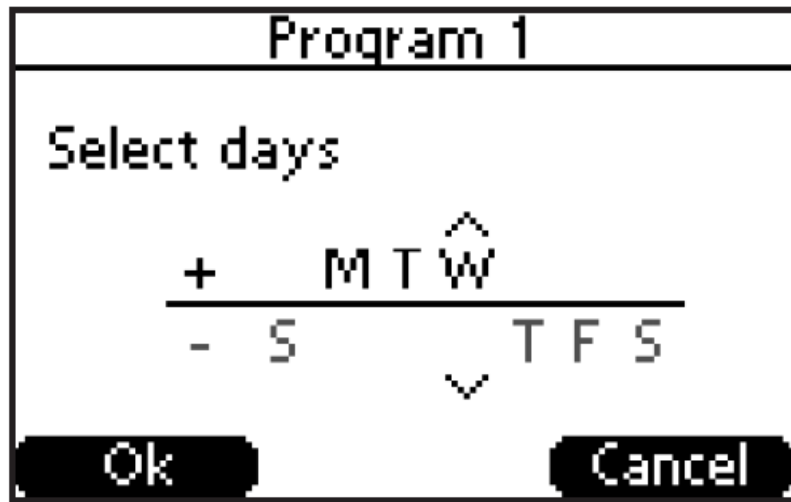 Program 1
Select days
+ M T W
- S T F S
Ok Cancel